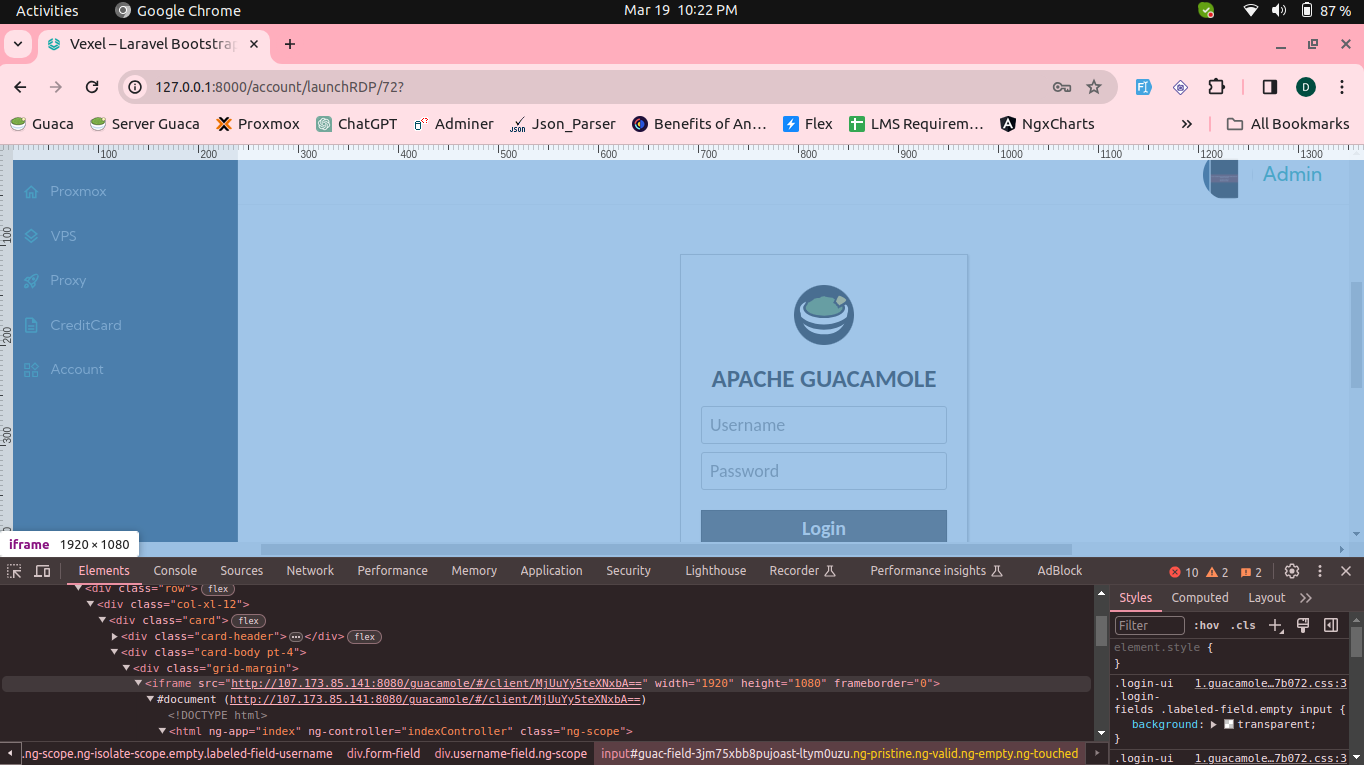 Activities Google Chrome Mar 19 10:22 PM 87 %
Vexel – Laravel Bootstrap
127.0.0.1:8000/account/launchRDP/72?
D
Guaca Server Guaca Proxmox ChatGPT Adminer Json_Parser Benefits of An... Flex LMS Requirem... NgxCharts » All Bookmarks
100 200 300 400 500 600 700 800 900 1000 1100 1200 1300
Admin
Proxmox
100
VPS
Proxy
200
CreditCard
Account
300
APACHE GUACAMOLE
Username
Password
Login
iframe 1920 × 1080
Elements Console Sources Network Performance Memory Application Security Lighthouse Recorder Performance insights AdBlock 10 2 2
<div class="row"> flex
<div class="col-xl-12">
<div class="card"> flex
<div class="card-header"> ⋯ </div> flex
<div class="card-body pt-4">
<div class="grid-margin">
<iframe src="http://107.173.85.141:8080/guacamole/#/client/MjUuYy5teXNxbA==" width="1920" height="1080" frameborder="0">
#document (http://107.173.85.141:8080/guacamole/#/client/MjUuYy5teXNxbA==)
<!DOCTYPE html>
<html ng-app="index" ng-controller="indexController" class="ng-scope">
.ng-scope.ng-isolate-scope.empty.labeled-field-username div.form-field div.username-field.ng-scope input#guac-field-3jm75xbb8pujoast-ltym0uzu.ng-pristine.ng-valid.ng-empty.ng-touched
Styles Computed Layout
Filter :hov .cls
element.style {
}
.login-ui 1.guacamole…7b072.css:3
.login-
fields .labeled-field.empty input {
background: transparent;
}
.login-ui 1.guacamole…7b072.css:3